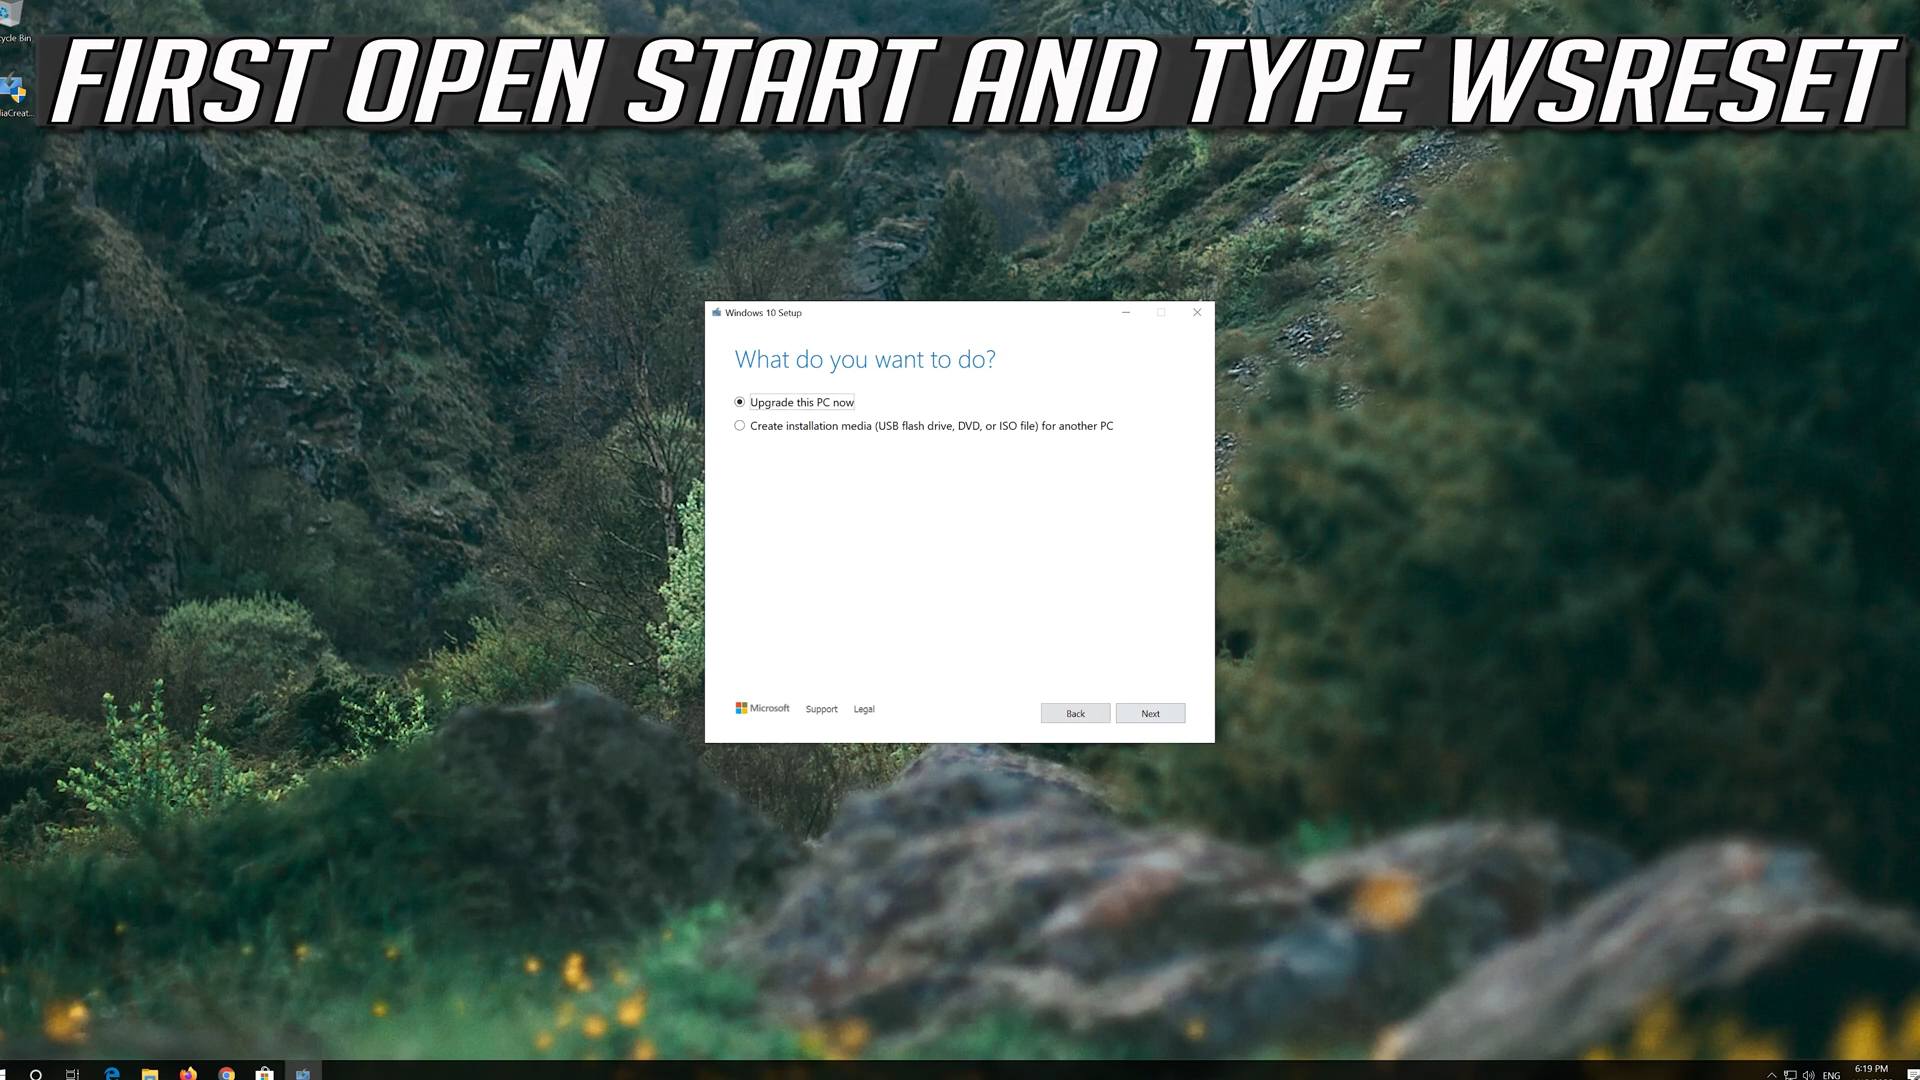 cycle Bin
FIRST OPEN START AND TYPE WSRESET
diaCreat...
Windows 10 Setup
What do you want to do?
Upgrade this PC now
Create installation media (USB flash drive, DVD, or ISO file) for another PC
Microsoft Support Legal
Back Next
ENG
6:19 PM